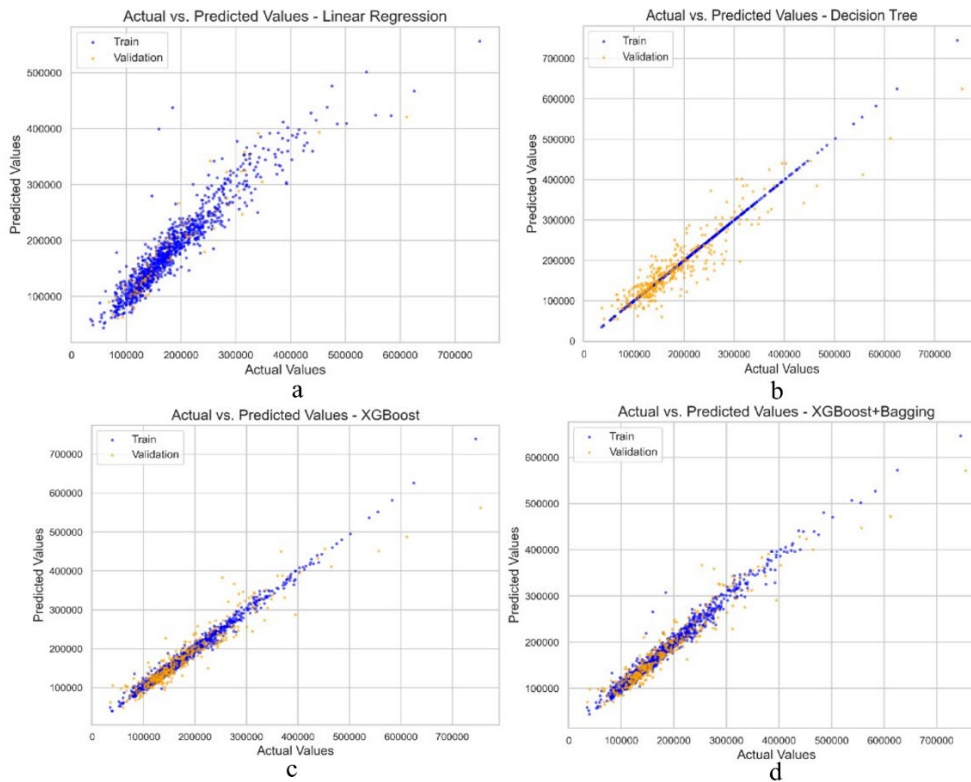 Actual vs. Predicted Values - Linear Regression
Train
Validation
500000
400000
300000
200000
100000
Predicted Values
0 100000 200000 300000 400000 500000 600000 700000
Actual Values
a
Actual vs. Predicted Values - Decision Tree
Train
Validation
700000
600000
500000
400000
300000
200000
100000
0
Predicted Values
100000 200000 300000 400000 500000 600000 700000
Actual Values
b
Actual vs. Predicted Values - XGBoost
Train
Validation
700000
600000
500000
400000
300000
200000
100000
Predicted Values
0 100000 200000 300000 400000 500000 600000 700000
Actual Values
c
Actual vs. Predicted Values - XGBoost+Bagging
Train
Validation
600000
500000
400000
300000
200000
100000
Predicted Values
0 100000 200000 300000 400000 500000 600000 700000
Actual Values
d